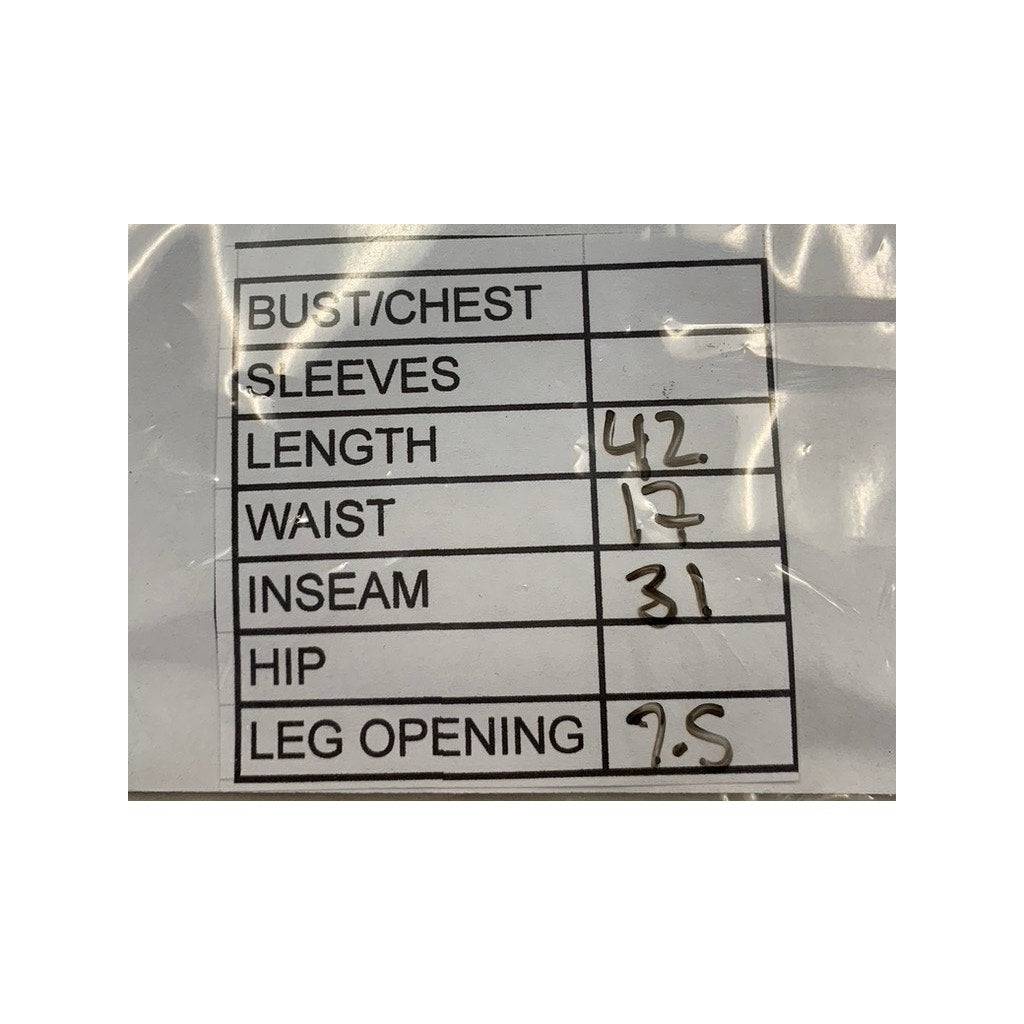 BUST/CHEST
SLEEVES
LENGTH 42
WAIST 17
INSEAM 31
HIP
LEG OPENING 7.5